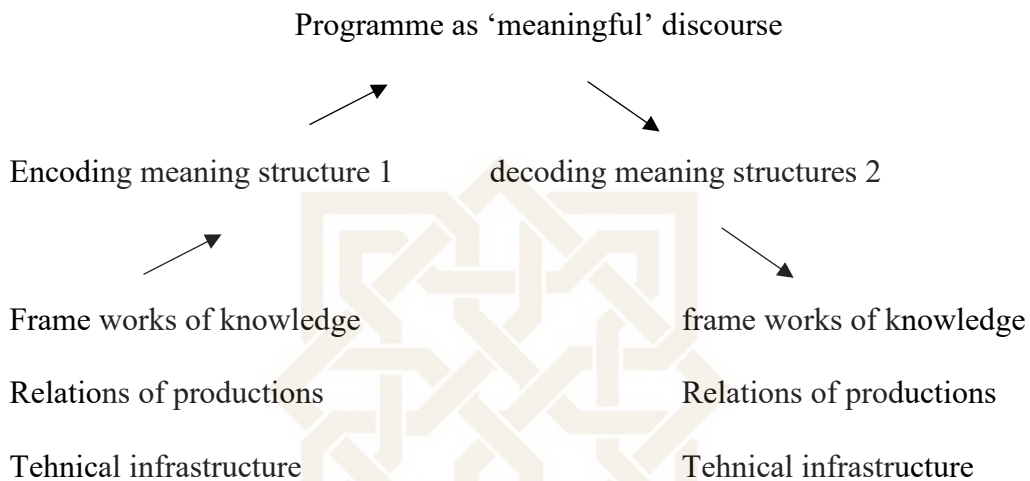 Programme as ‘meaningful’ discourse
Encoding meaning structure 1 decoding meaning structures 2
Frame works of knowledge frame works of knowledge
Relations of productions Relations of productions
Tehnical infrastructure Tehnical infrastructure